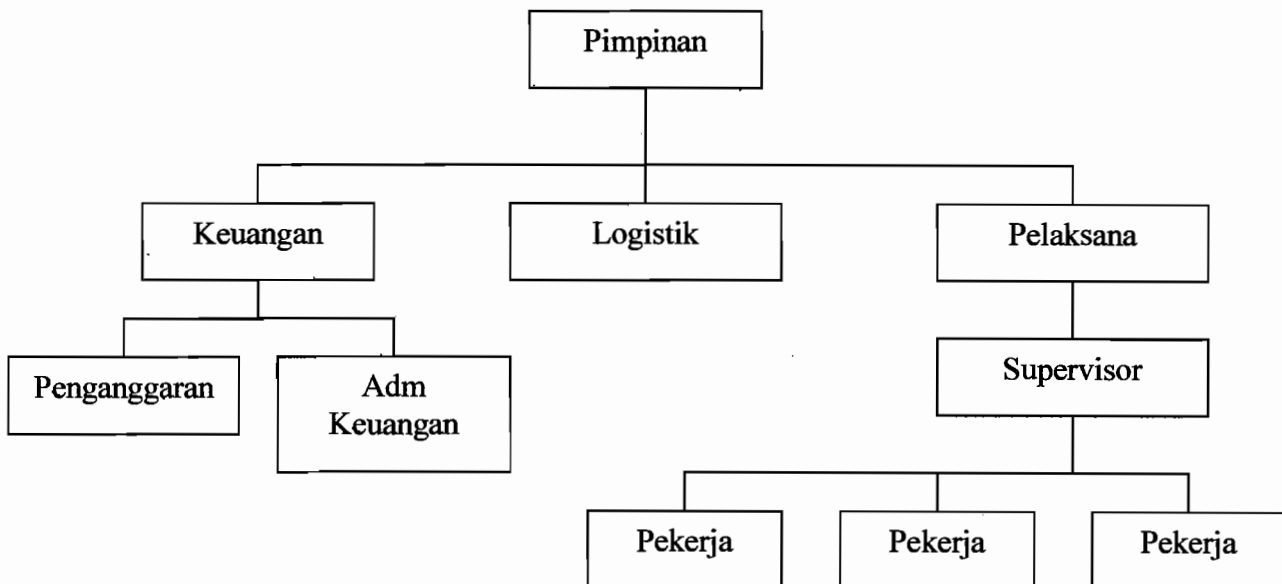 Pimpinan
Keuangan
Logistik
Pelaksana
Penganggaran
Adm
Keuangan
Supervisor
Pekerja
Pekerja
Pekerja